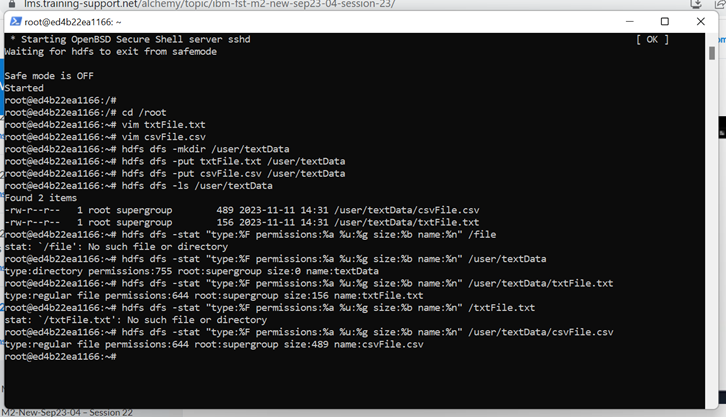 lms.training-support.net/alchemy/topic/ibm-fst-m2-new-sep23-04-session-23/
root@ed4b22ea1166: ~
* Starting OpenBSD Secure Shell server sshd [ OK ]
Waiting for hdfs to exit from safemode
Safe mode is OFF
Started
root@ed4b22ea1166:/#
root@ed4b22ea1166:/# cd /root
root@ed4b22ea1166:~# vim txtFile.txt
root@ed4b22ea1166:~# vim csvFile.csv
root@ed4b22ea1166:~# hdfs dfs -mkdir /user/textData
root@ed4b22ea1166:~# hdfs dfs -put txtFile.txt /user/textData
root@ed4b22ea1166:~# hdfs dfs -put csvFile.csv /user/textData
root@ed4b22ea1166:~# hdfs dfs -ls /user/textData
Found 2 items
-rw-r--r-- 1 root supergroup 489 2023-11-11 14:31 /user/textData/csvFile.csv
-rw-r--r-- 1 root supergroup 156 2023-11-11 14:31 /user/textData/txtFile.txt
root@ed4b22ea1166:~# hdfs dfs -stat "type:%F permissions:%a %u:%g size:%b name:%n" /file
stat: `/file': No such file or directory
root@ed4b22ea1166:~# hdfs dfs -stat "type:%F permissions:%a %u:%g size:%b name:%n" /user/textData
type:directory permissions:755 root:supergroup size:0 name:textData
root@ed4b22ea1166:~# hdfs dfs -stat "type:%F permissions:%a %u:%g size:%b name:%n" /user/textData/txtFile.txt
type:regular file permissions:644 root:supergroup size:156 name:txtFile.txt
root@ed4b22ea1166:~# hdfs dfs -stat "type:%F permissions:%a %u:%g size:%b name:%n" /txtFile.txt
stat: `/txtFile.txt': No such file or directory
root@ed4b22ea1166:~# hdfs dfs -stat "type:%F permissions:%a %u:%g size:%b name:%n" /user/textData/csvFile.csv
type:regular file permissions:644 root:supergroup size:489 name:csvFile.csv
root@ed4b22ea1166:~#
M2-New-Sep23-04 – Session 22